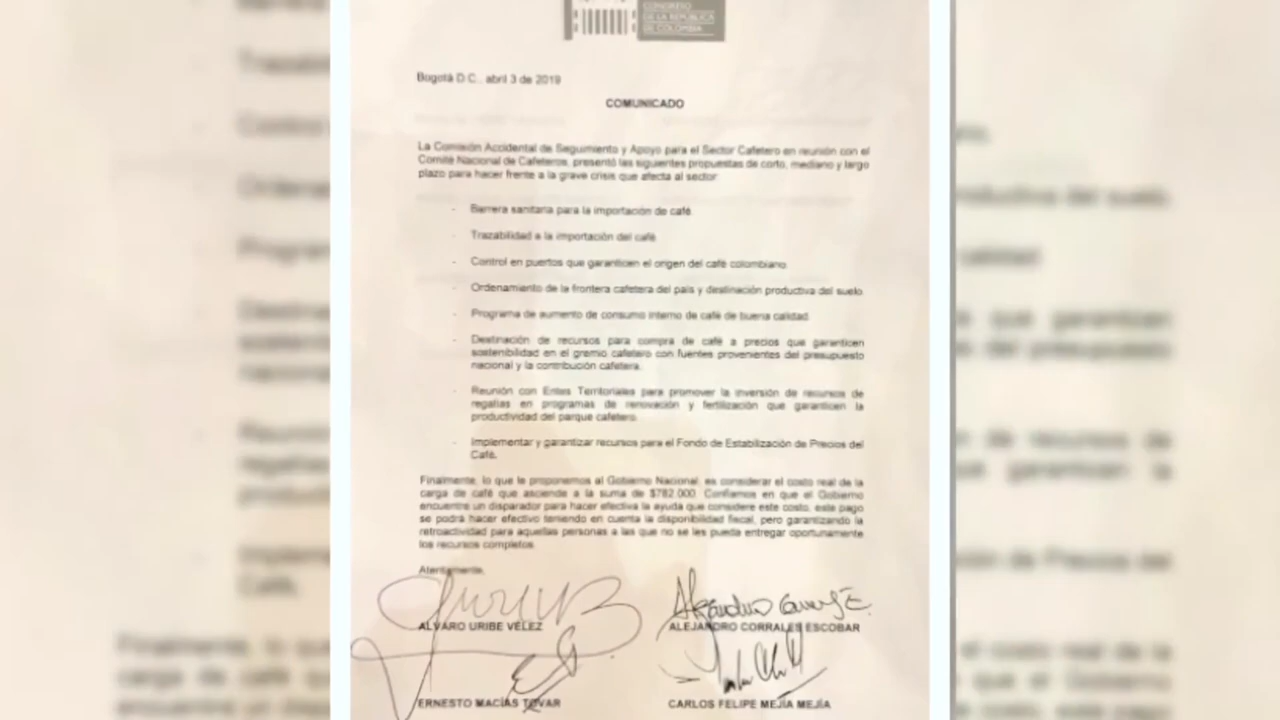 CONGRESO
DE LA REPÚBLICA
DE COLOMBIA
Bogotá D.C., abril 3 de 2019
COMUNICADO
La Comisión Accidental de Seguimiento y Apoyo para el Sector Cafetero en reunión con el
Comité Nacional de Cafeteros, presentó las siguientes propuestas de corto, mediano y largo
plazo para hacer frente a la grave crisis que afecta al sector:
- Barrera sanitaria para la importación de café.
- Trazabilidad a la importación del café
- Control en puertos que garanticen el origen del café colombiano.
- Ordenamiento de la frontera cafetera del país y destinación productiva del suelo.
- Programa de aumento de consumo interno de café de buena calidad.
- Destinación de recursos para compra de café a precios que garanticen
sostenibilidad en el gremio cafetero con fuentes provenientes del presupuesto
nacional y la contribución cafetera.
- Reunión con Entes Territoriales para promover la inversión de recursos de
regalías en programas de renovación y fertilización que garanticen la
productividad del parque cafetero.
- Implementar y garantizar recursos para el Fondo de Estabilización de Precios del
Café.
Finalmente, lo que le proponemos al Gobierno Nacional, es considerar el costo real de la
carga de café que asciende a la suma de $782.000. Confiamos en que el Gobierno
encuentre un disparador para hacer efectiva la ayuda que considere este costo, este pago
se podrá hacer efectivo teniendo en cuenta la disponibilidad fiscal, pero garantizando la
retroactividad para aquellas personas a las que no se les pueda entregar oportunamente
los recursos completos.
Atentamente,
ALVARO URIBE VÉLEZ
ALEJANDRO CORRALES ESCOBAR
ERNESTO MACÍAS TOVAR
CARLOS FELIPE MEJÍA MEJÍA